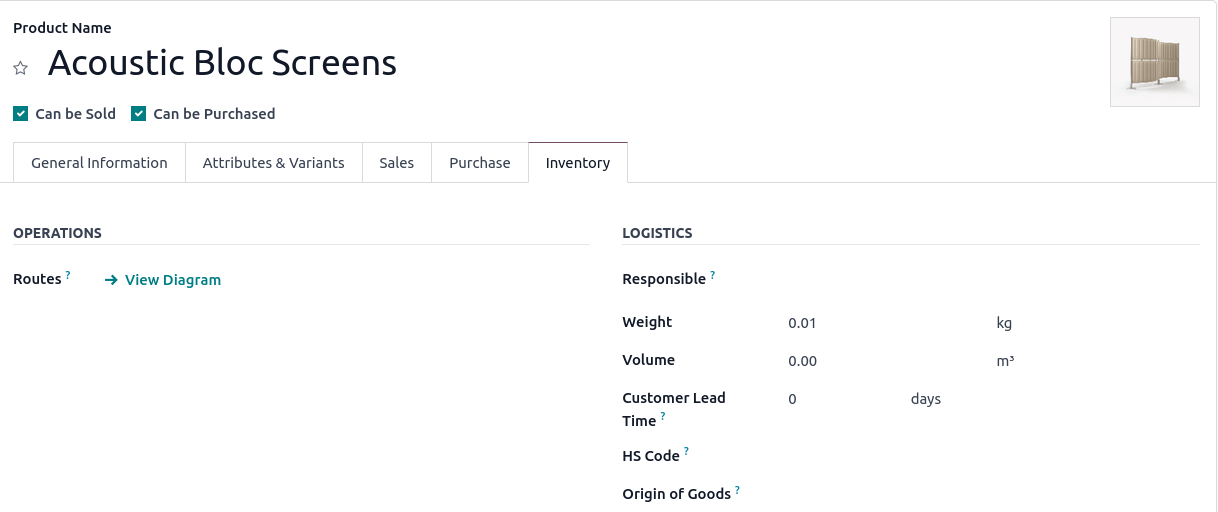 Product Name
Acoustic Bloc Screens
Can be Sold Can be Purchased
General Information Attributes & Variants Sales Purchase Inventory
OPERATIONS
Routes ? → View Diagram
LOGISTICS
Responsible ?
Weight 0.01 kg
Volume 0.00 m³
Customer Lead Time ? 0 days
HS Code ?
Origin of Goods ?